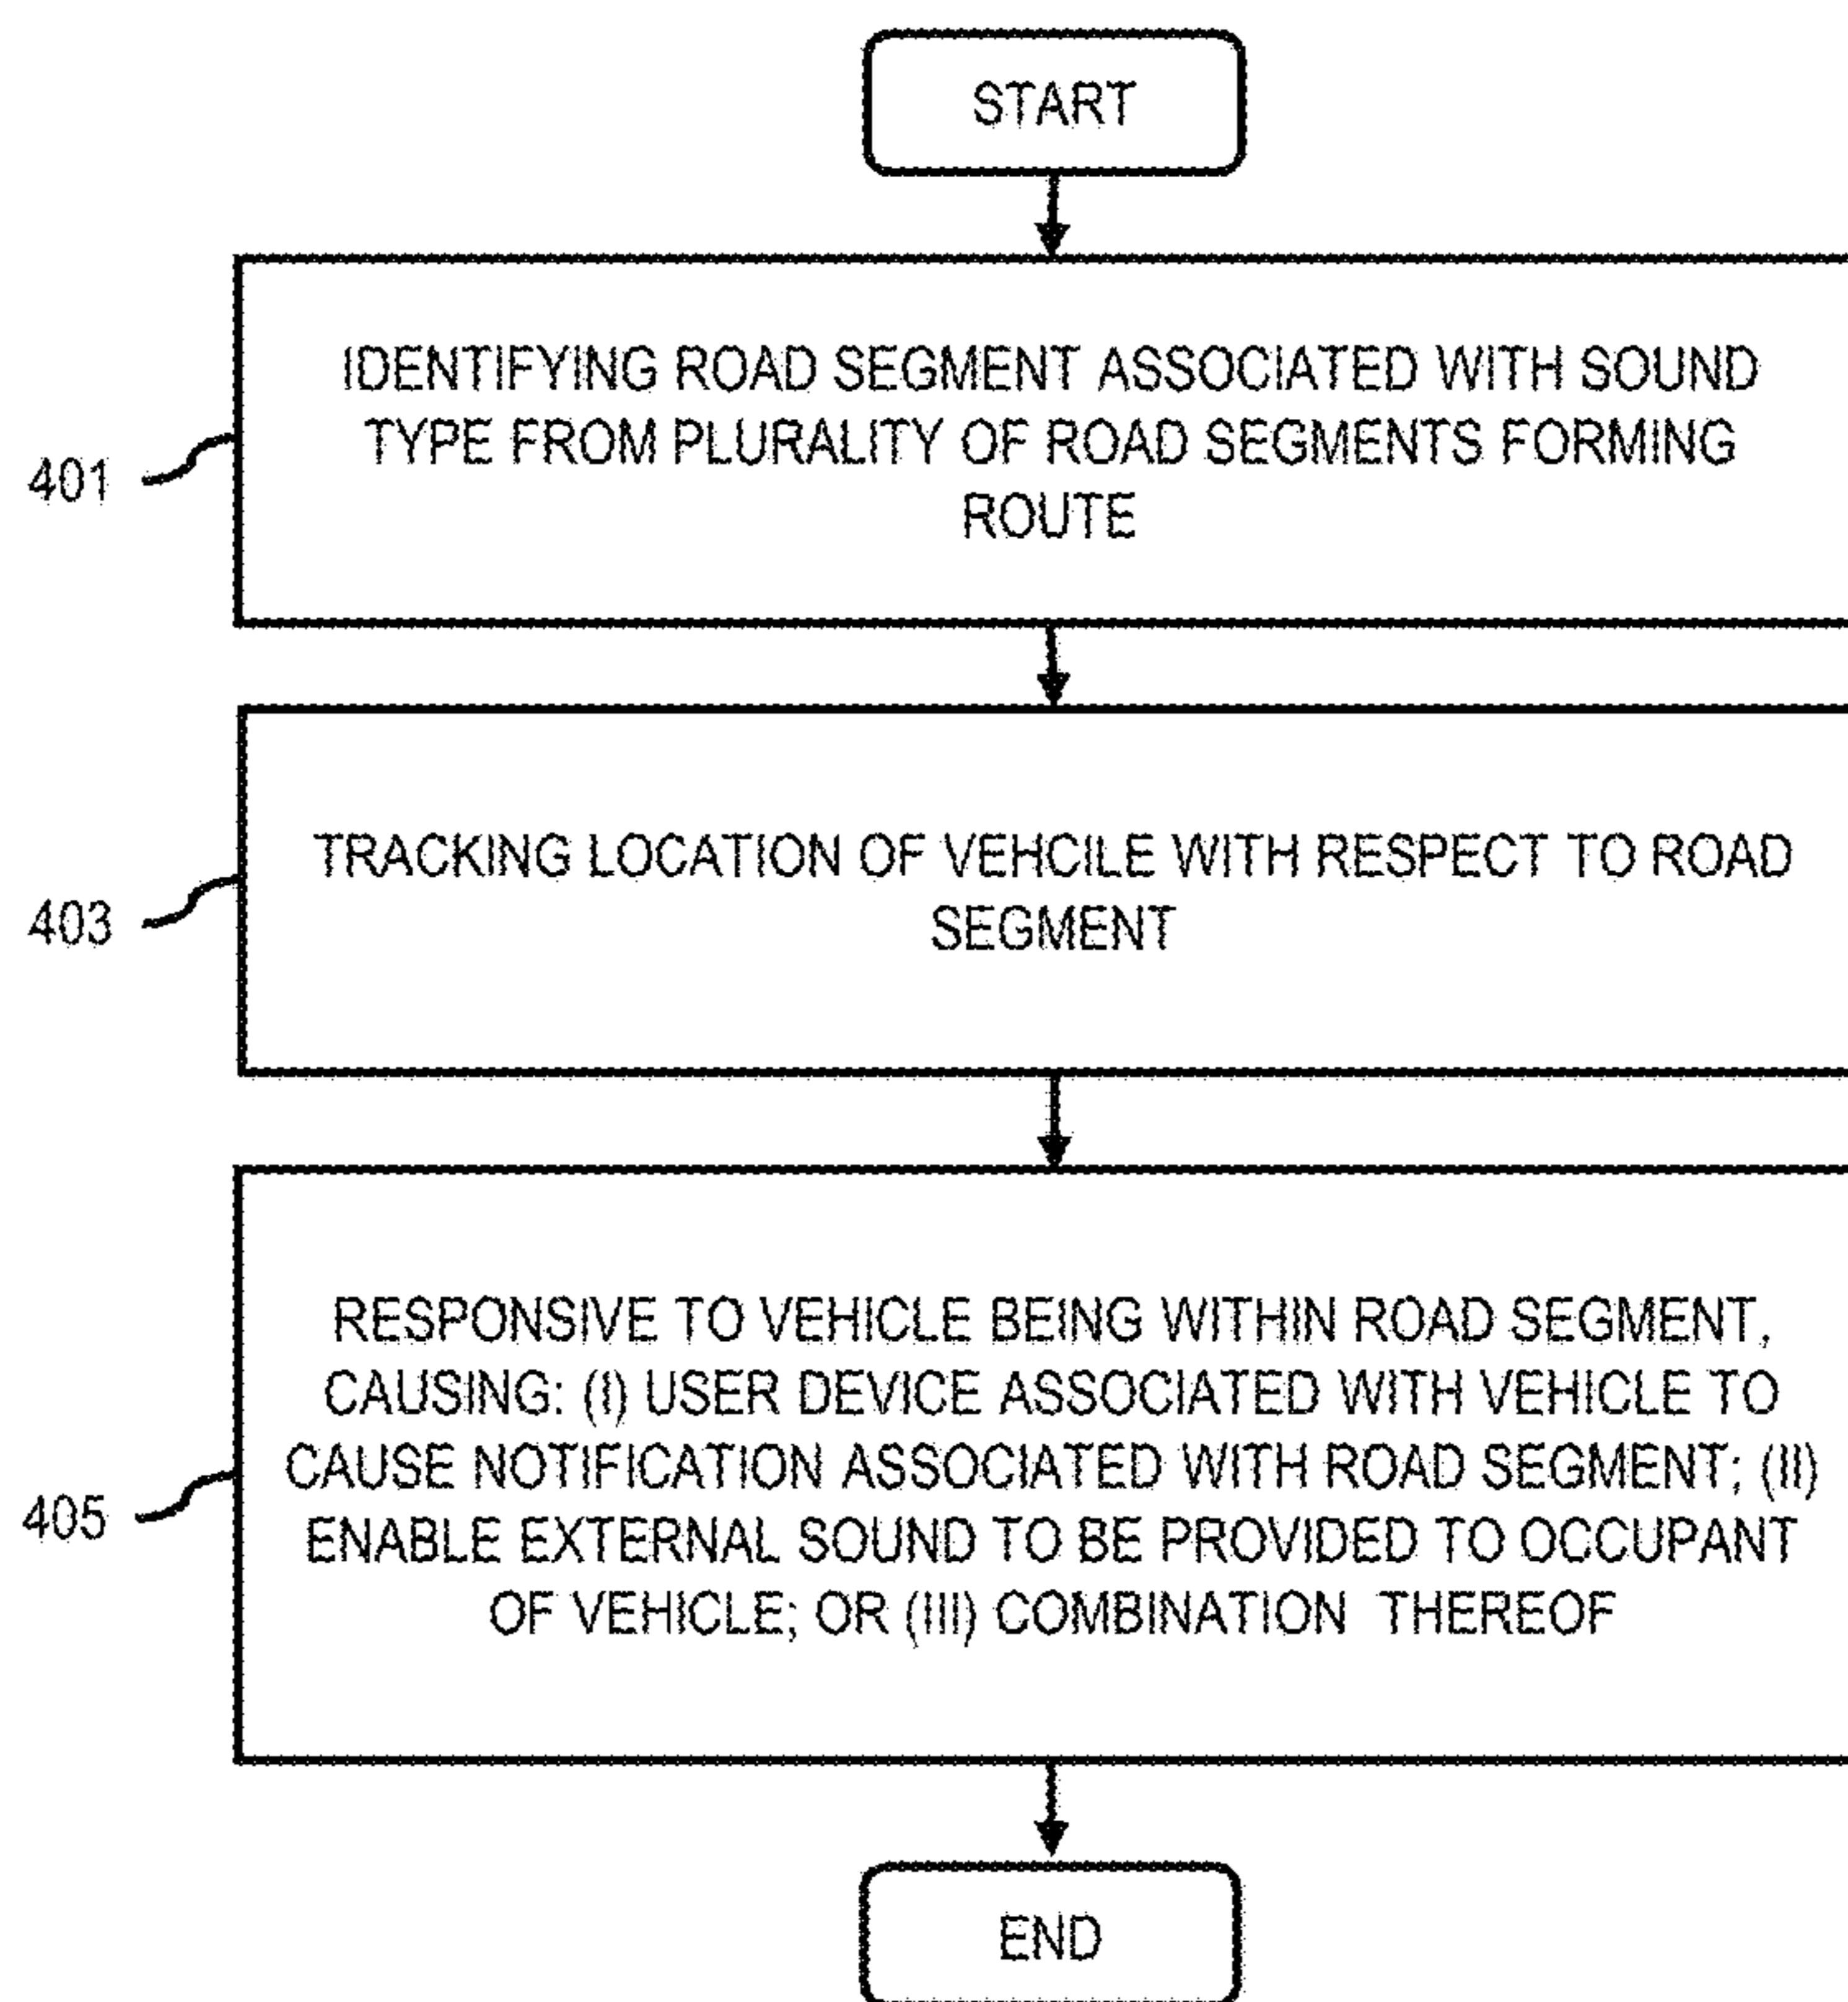 START
IDENTIFYING ROAD SEGMENT ASSOCIATED WITH SOUND
TYPE FROM PLURALITY OF ROAD SEGMENTS FORMING
ROUTE
401
TRACKING LOCATION OF VEHCILE WITH RESPECT TO ROAD
SEGMENT
403
RESPONSIVE TO VEHICLE BEING WITHIN ROAD SEGMENT,
CAUSING: (I) USER DEVICE ASSOCIATED WITH VEHICLE TO
CAUSE NOTIFICATION ASSOCIATED WITH ROAD SEGMENT; (II)
ENABLE EXTERNAL SOUND TO BE PROVIDED TO OCCUPANT
OF VEHICLE; OR (III) COMBINATION THEREOF
405
END